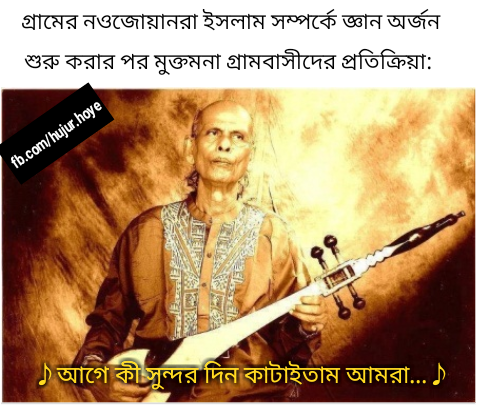 গ্রামের নওজোয়ানরা ইসলাম সম্পর্কে জ্ঞান অর্জন
শুরু করার পর মুক্তমনা গ্রামবাসীদের প্রতিক্রিয়া:
fb.com/hujur.hoye
♪ আগে কী সুন্দর দিন কাটাইতাম আমরা...♪